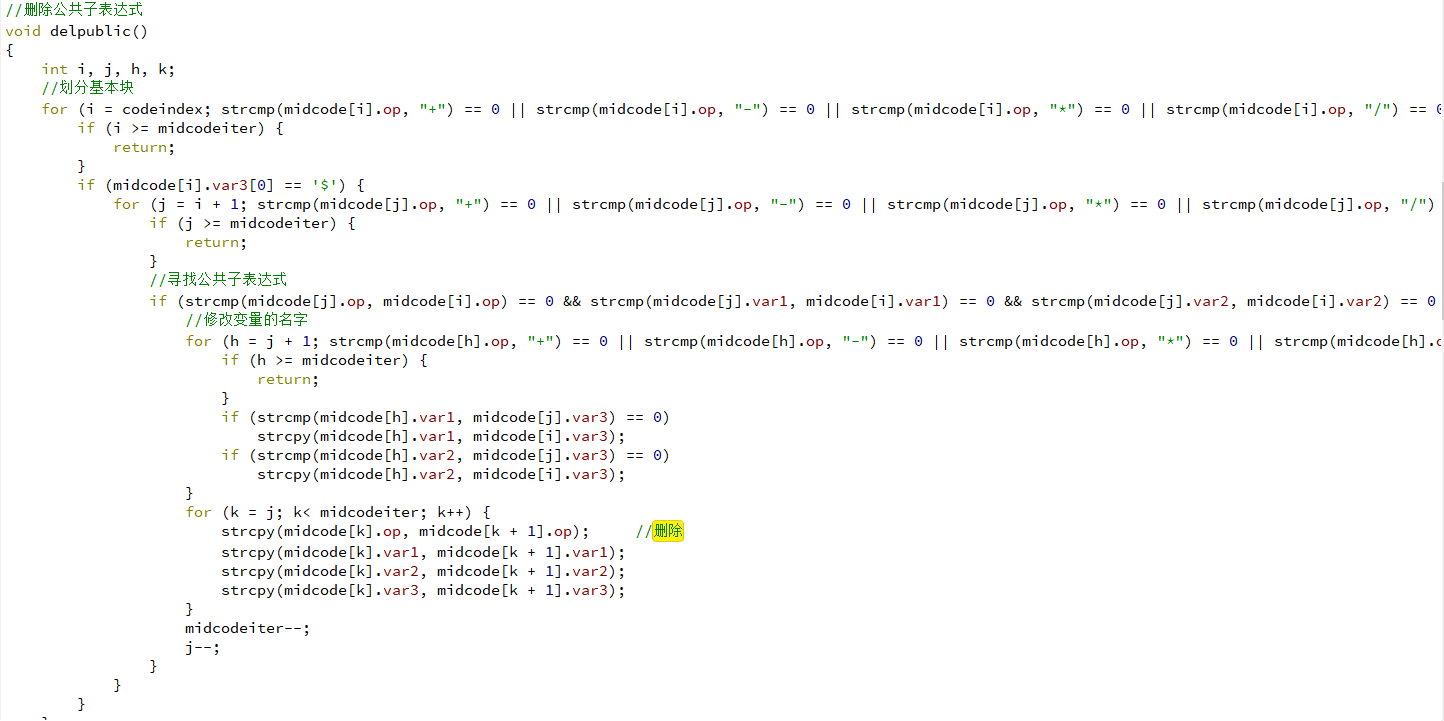 //删除公共子表达式
void delpublic()
{
    int i, j, h, k;
    //划分基本块
    for (i = codeindex; strcmp(midcode[i].op, "+") == 0 || strcmp(midcode[i].op, "-") == 0 || strcmp(midcode[i].op, "*") == 0 || strcmp(midcode[i].op, "/") ==
        if (i >= midcodeiter) {
            return;
        }
        if (midcode[i].var3[0] == '$') {
            for (j = i + 1; strcmp(midcode[j].op, "+") == 0 || strcmp(midcode[j].op, "-") == 0 || strcmp(midcode[j].op, "*") == 0 || strcmp(midcode[j].op, "/")
                if (j >= midcodeiter) {
                    return;
                }
                //寻找公共子表达式
                if (strcmp(midcode[j].op, midcode[i].op) == 0 && strcmp(midcode[j].var1, midcode[i].var1) == 0 && strcmp(midcode[j].var2, midcode[i].var2) == 0
                    //修改变量的名字
                    for (h = j + 1; strcmp(midcode[h].op, "+") == 0 || strcmp(midcode[h].op, "-") == 0 || strcmp(midcode[h].op, "*") == 0 || strcmp(midcode[h].
                        if (h >= midcodeiter) {
                            return;
                        }
                        if (strcmp(midcode[h].var1, midcode[j].var3) == 0)
                            strcpy(midcode[h].var1, midcode[i].var3);
                        if (strcmp(midcode[h].var2, midcode[j].var3) == 0)
                            strcpy(midcode[h].var2, midcode[i].var3);
                    }
                    for (k = j; k< midcodeiter; k++) {
                        strcpy(midcode[k].op, midcode[k + 1].op);     //删除
                        strcpy(midcode[k].var1, midcode[k + 1].var1);
                        strcpy(midcode[k].var2, midcode[k + 1].var2);
                        strcpy(midcode[k].var3, midcode[k + 1].var3);
                    }
                    midcodeiter--;
                    j--;
                }
            }
        }